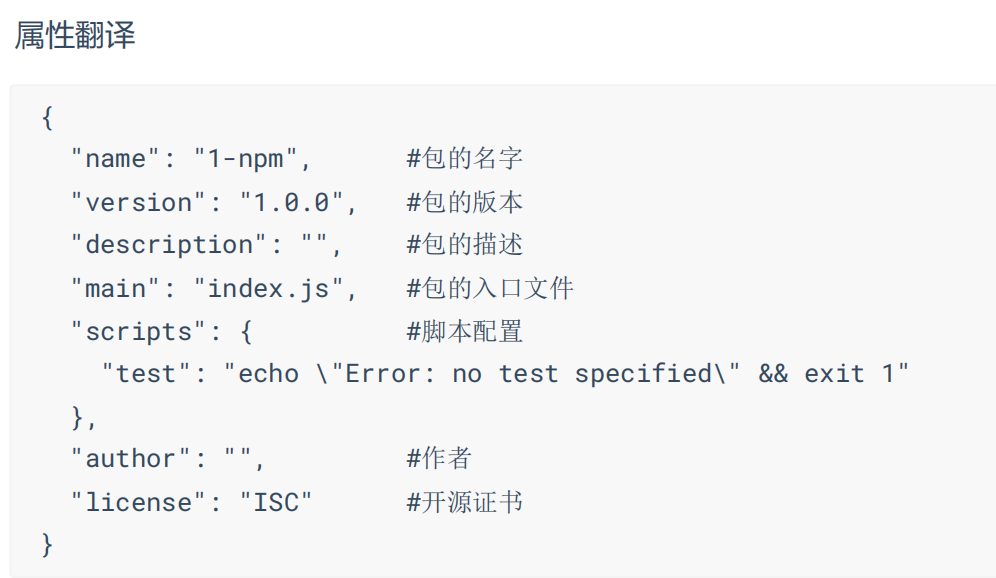 属性翻译
{
  "name": "1-npm",      #包的名字
  "version": "1.0.0",   #包的版本
  "description": "",    #包的描述
  "main": "index.js",   #包的入口文件
  "scripts": {          #脚本配置
    "test": "echo \"Error: no test specified\" && exit 1"
  },
  "author": "",         #作者
  "license": "ISC"      #开源证书
}